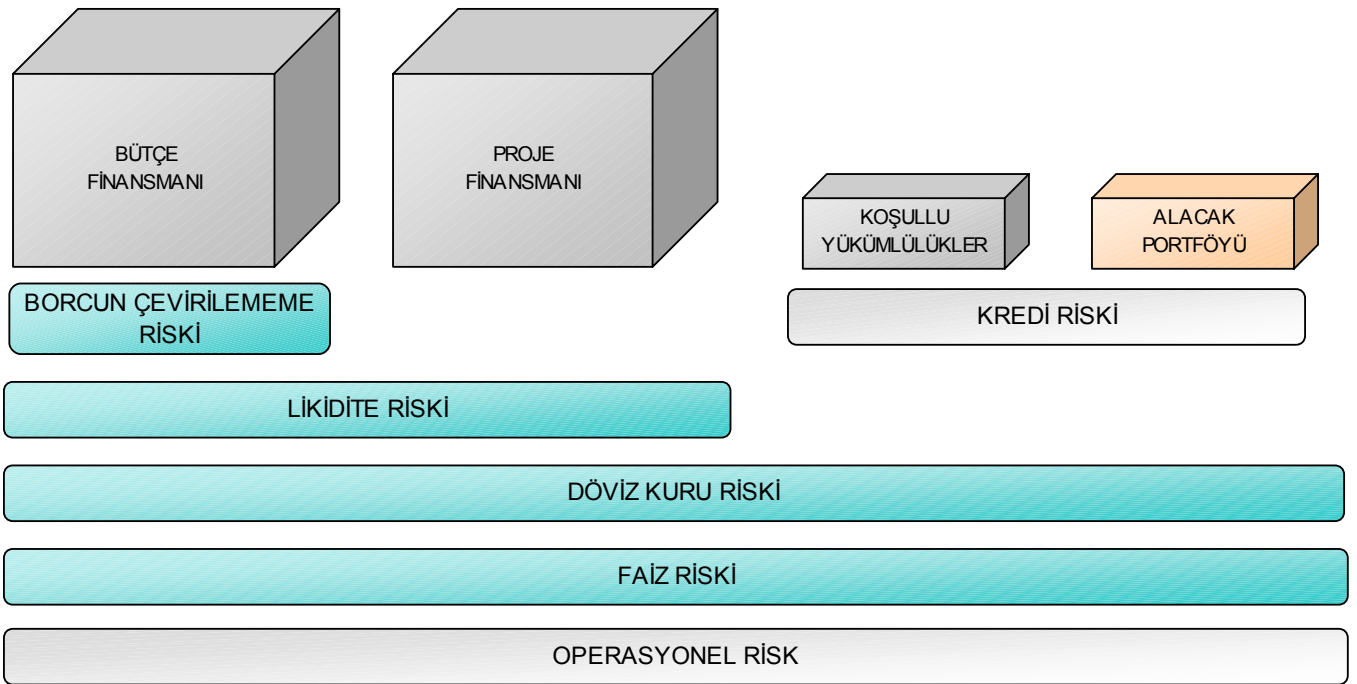 BÜTÇE
FİNANSMANI
PROJE
FİNANSMANI
KOŞULLU
YÜKÜMLÜLÜKLER
ALACAK
PORTFÖYÜ
BORCUN ÇEVİRİLEMEME
RİSKİ
KREDİ RİSKİ
LİKİDİTE RİSKİ
DÖVİZ KURU RİSKİ
FAİZ RİSKİ
OPERASYONEL RİSK